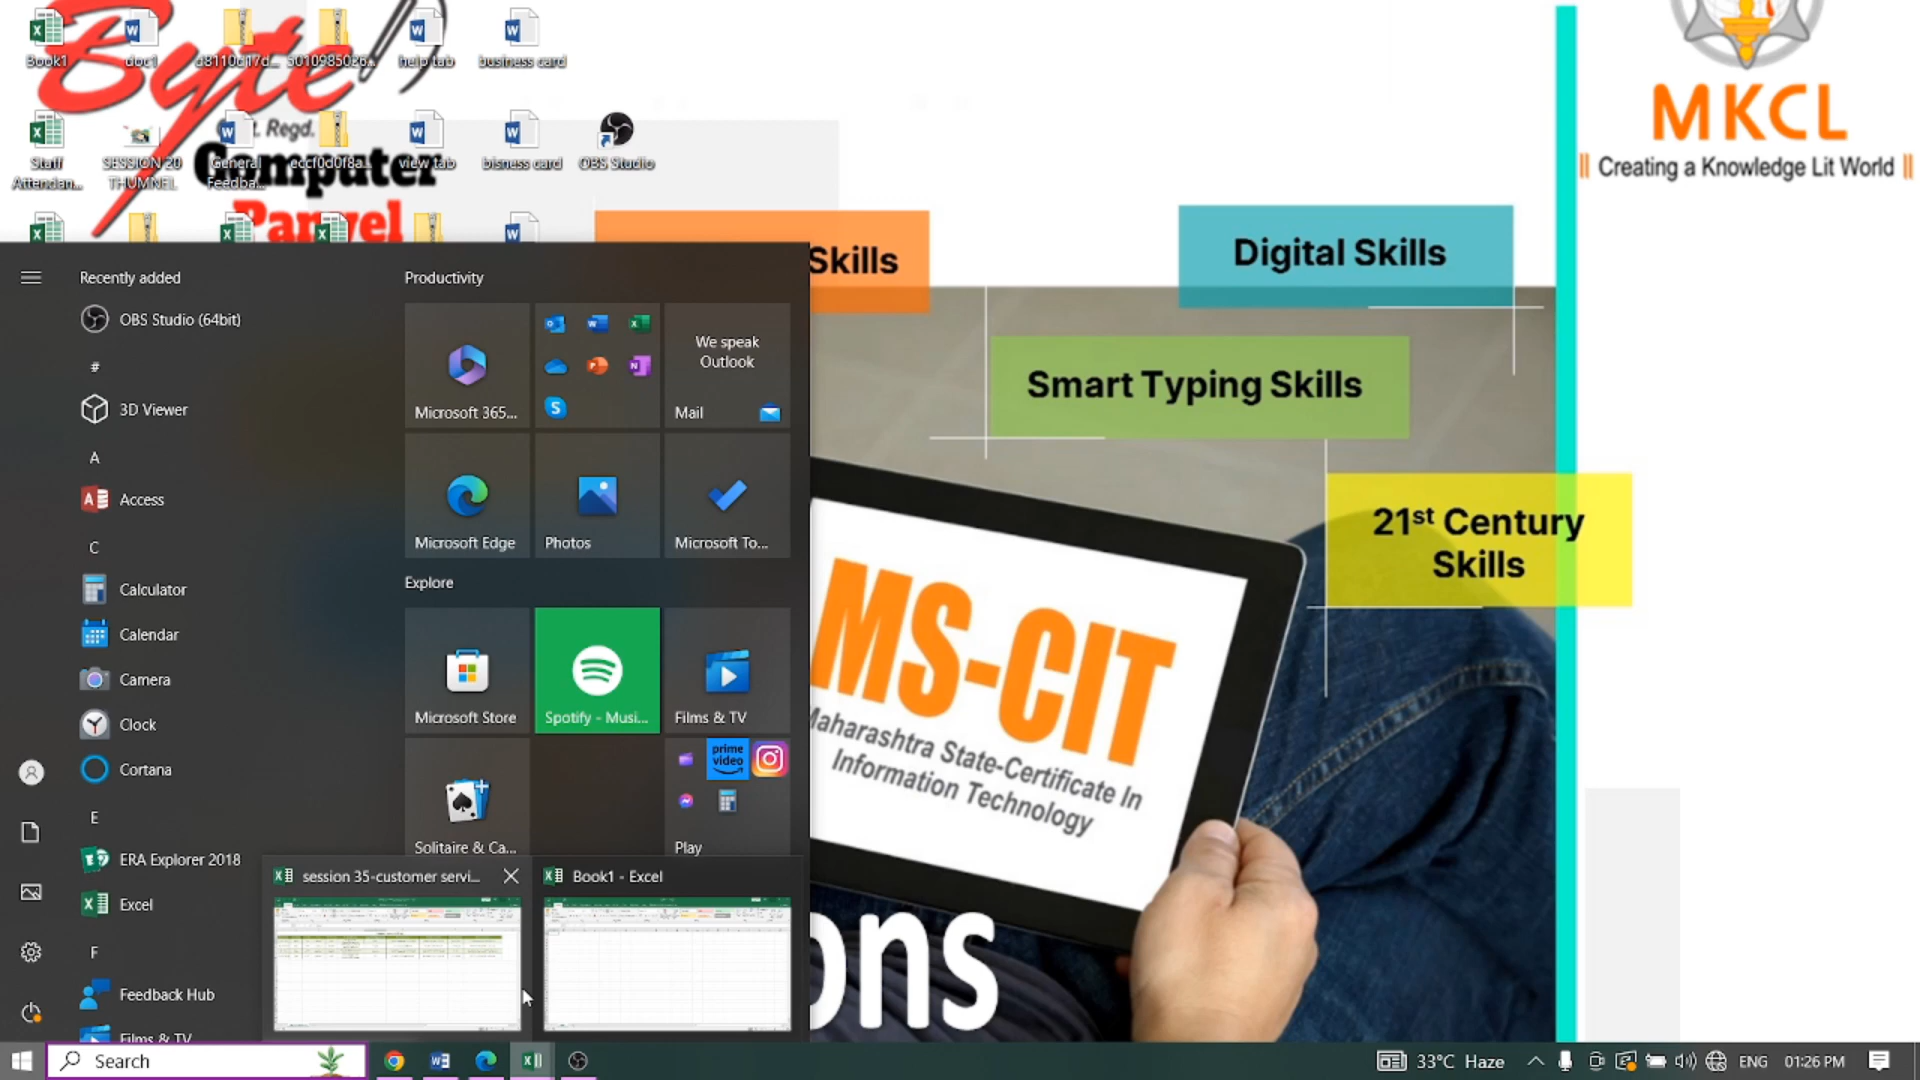 Byte
t. Regd.
Computer
Panvel
Book1
doc1
help tab
business card
Staff
Attendan...
SESSION 20
THUMNEL
General
Feedba...
eccf0d0f8a...
view tab
bisness card
OBS Studio
MKCL
|| Creating a Knowledge Lit World ||
Skills
Digital Skills
Smart Typing Skills
21st Century
Skills
MS-CIT
Maharashtra State-Certificate In
Information Technology
ons
Recently added
OBS Studio (64bit)
#
3D Viewer
A
Access
C
Calculator
Calendar
Camera
Clock
Cortana
E
ERA Explorer 2018
Excel
F
Feedback Hub
Films & TV
Productivity
Microsoft 365...
We speak
Outlook
Mail
Microsoft Edge
Photos
Microsoft To...
Explore
Microsoft Store
Spotify - Musi...
Films & TV
prime
video
Solitaire & Ca...
Play
session 35-customer servi...
Book1 - Excel
Search
33°C Haze
ENG
01:26 PM